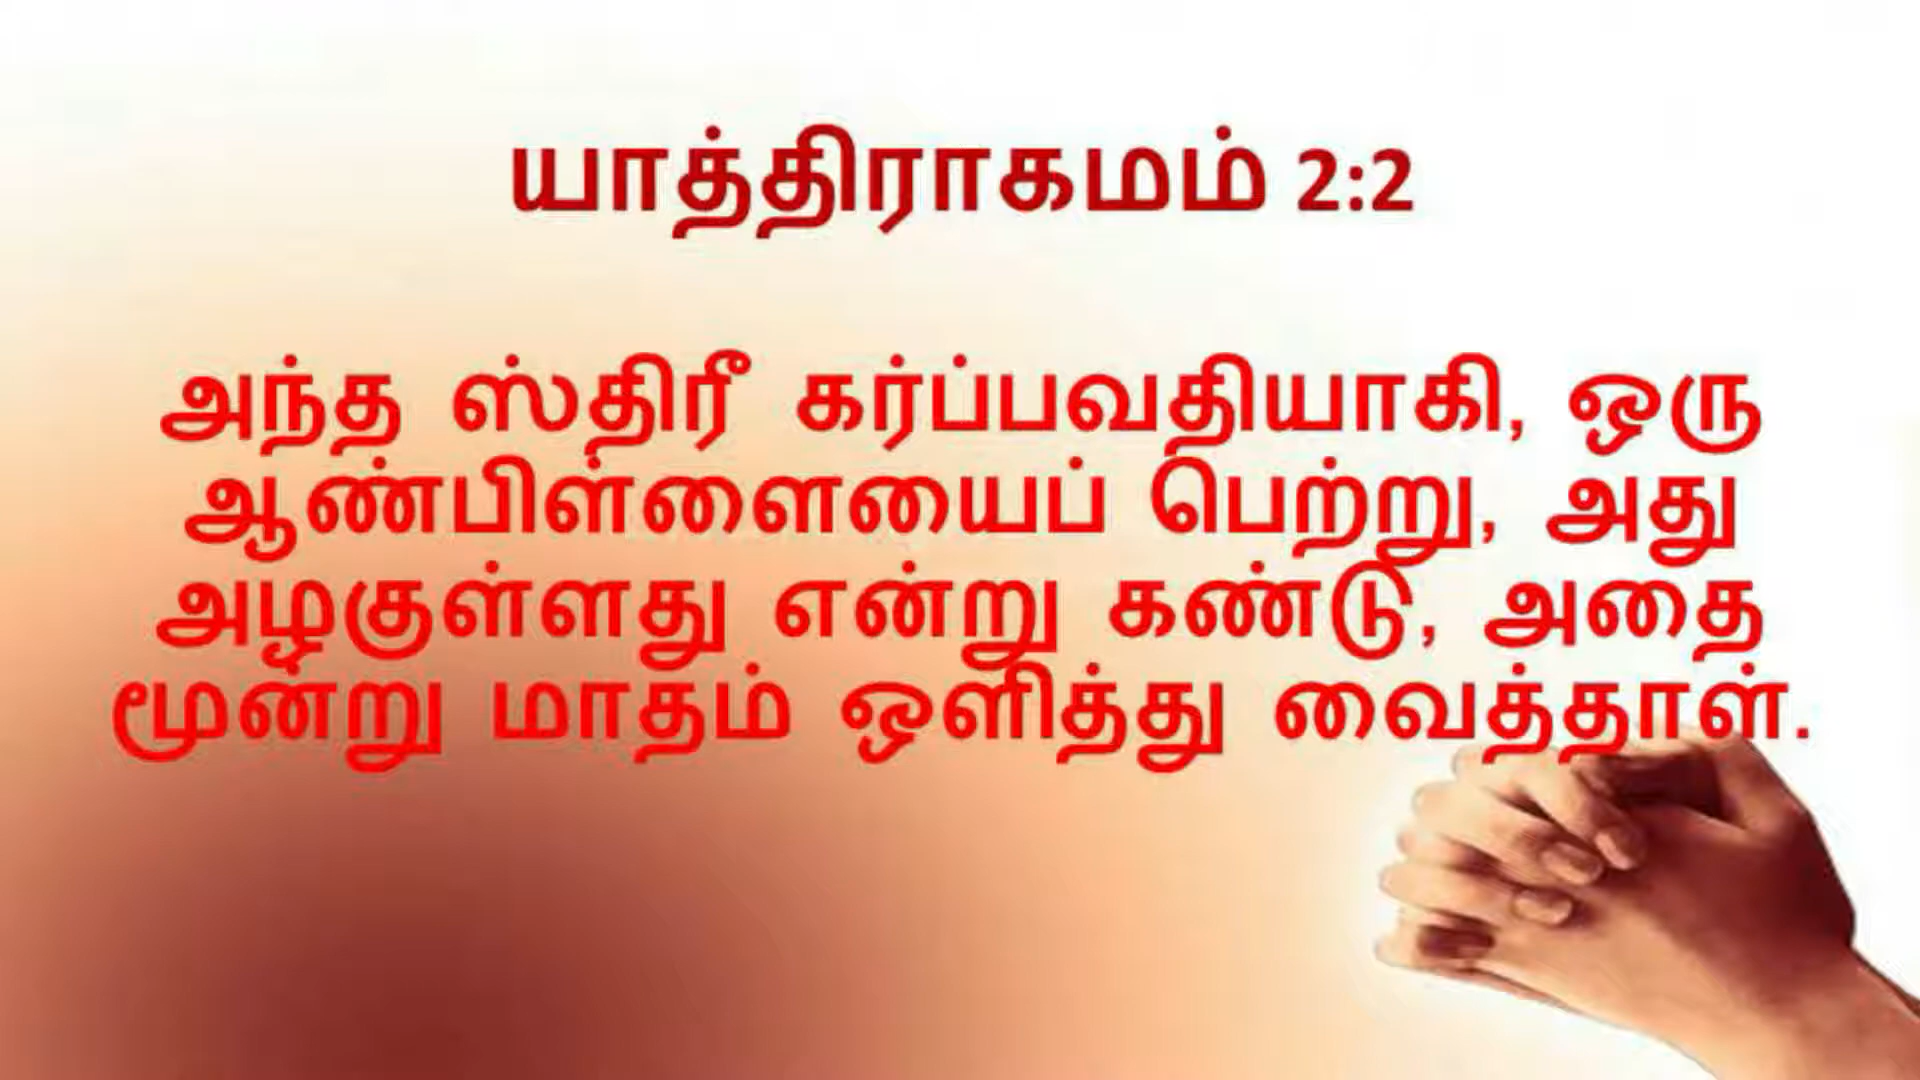 யாத்திராகமம் 2:2
அந்த ஸ்திரீ கர்ப்பவதியாகி, ஒரு
ஆண்பிள்ளையைப் பெற்று, அது
அழகுள்ளது என்று கண்டு, அதை
மூன்று மாதம் ஒளித்து வைத்தாள்.